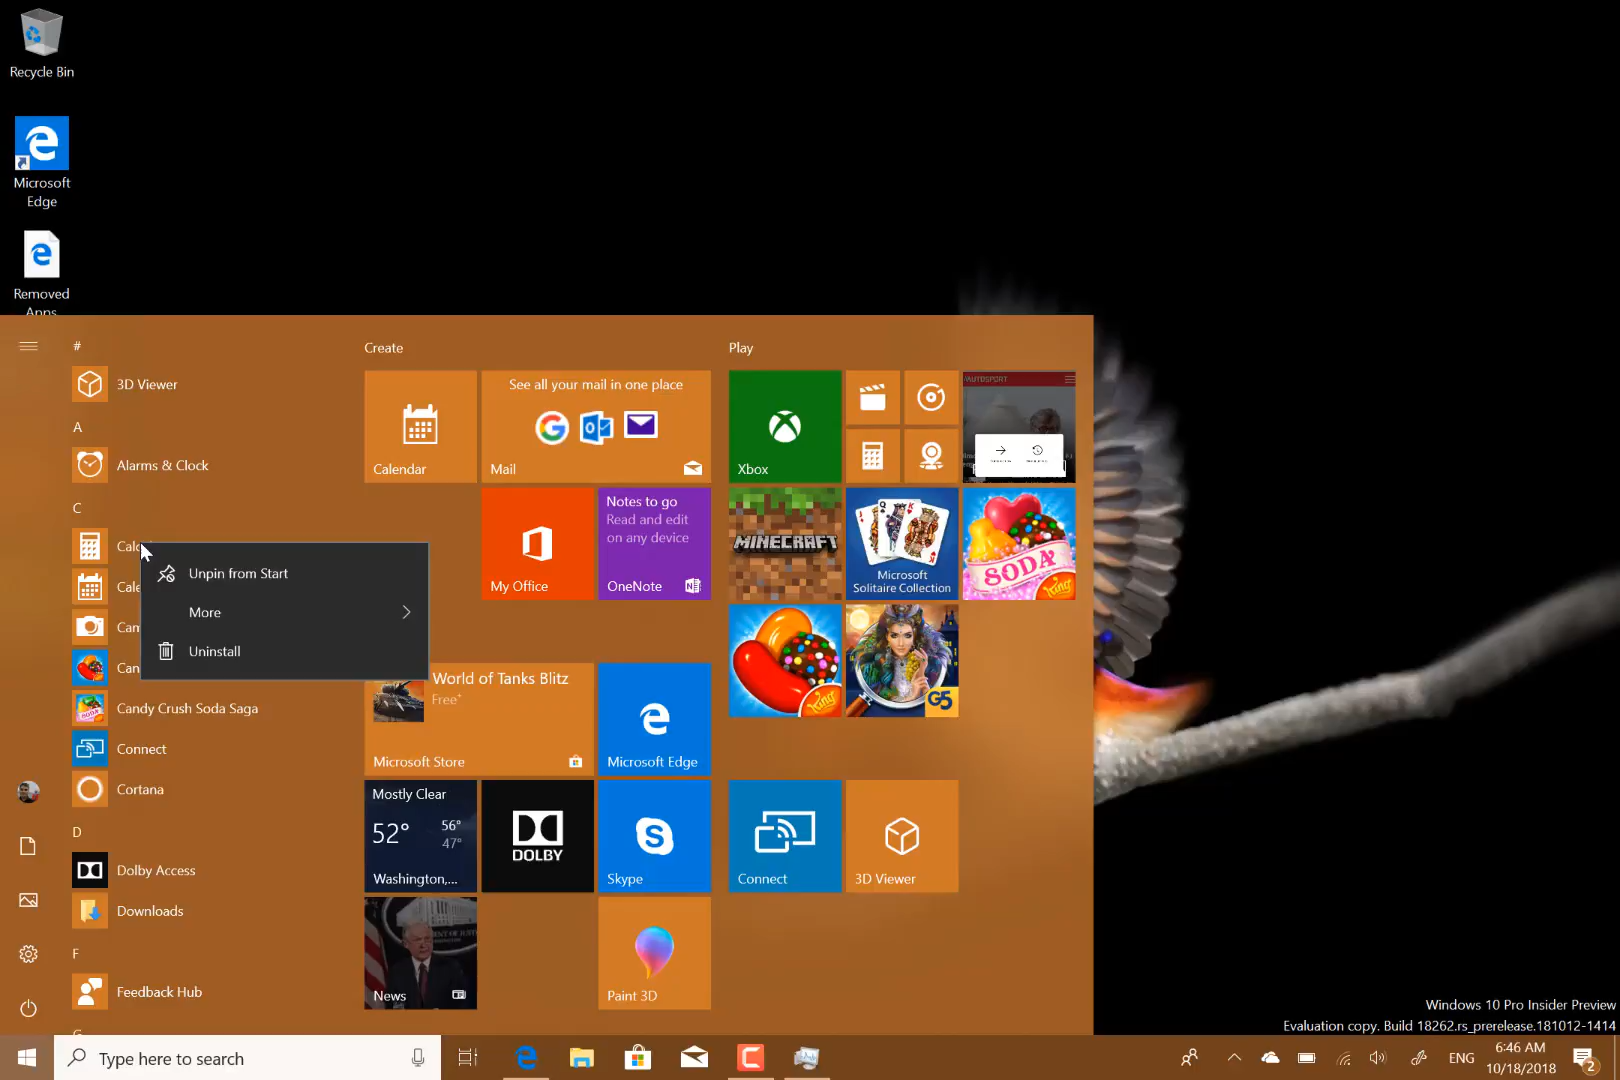 Recycle Bin
Microsoft
Edge
Removed
Apps
#
3D Viewer
A
Alarms & Clock
C
Candy Crush Soda Saga
Connect
Cortana
D
Dolby Access
Downloads
F
Feedback Hub
Unpin from Start
More
Uninstall
Create
Calendar
See all your mail in one place
Mail
My Office
Notes to go
Read and edit
on any device
OneNote
World of Tanks Blitz
Free*
Microsoft Store
Microsoft Edge
Mostly Clear
52°
56°
47°
Washington,...
DOLBY
Skype
News
Paint 3D
Play
Xbox
AUTOSPORT
MINECRAFT
Microsoft
Solitaire Collection
SODA
King
King
G5
Connect
3D Viewer
Windows 10 Pro Insider Preview
Evaluation copy. Build 18262.rs_prerelease.181012-1414
Type here to search
ENG
6:46 AM
10/18/2018
2